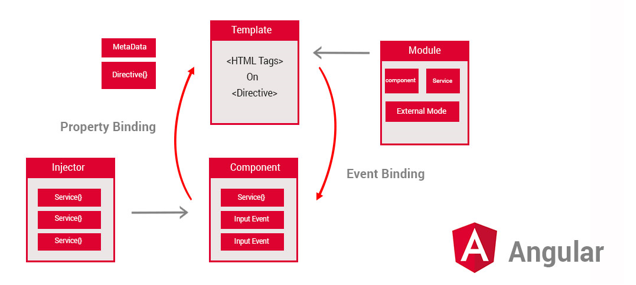 Template
<HTML Tags>
On
<Directive>
MetaData
Directive()
Module
component
Service
External Mode
Property Binding
Event Binding
Injector
Service()
Service()
Service()
Component
Service()
Input Event
Input Event
A
Angular